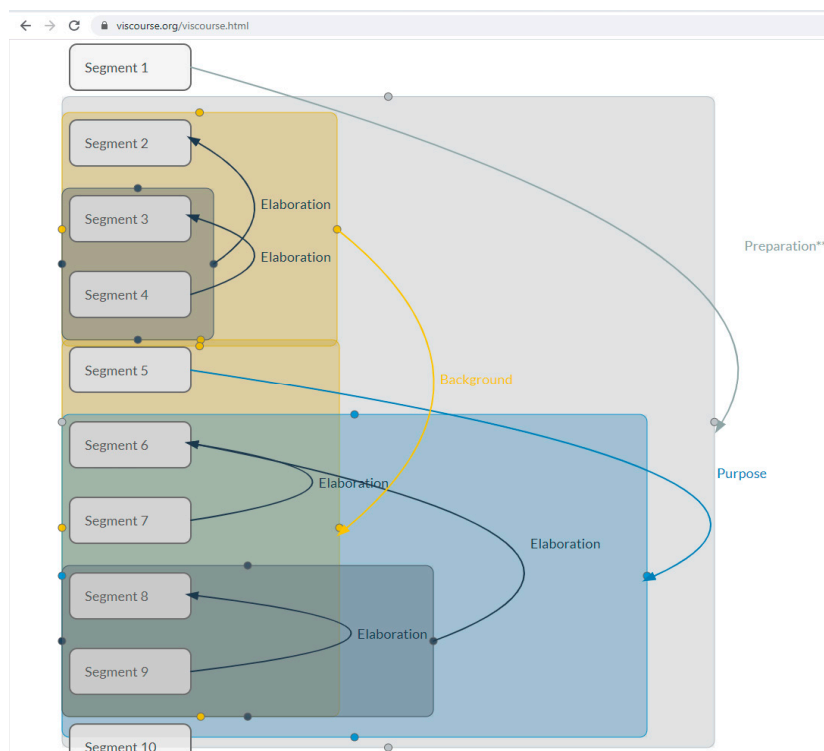 viscourse.org/viscourse.html
Segment 1
Segment 2
Elaboration
Segment 3
Preparation**
Elaboration
Segment 4
Segment 5
Background
Segment 6
Purpose
Elaboration
Segment 7
Elaboration
Segment 8
Elaboration
Segment 9
Segment 10